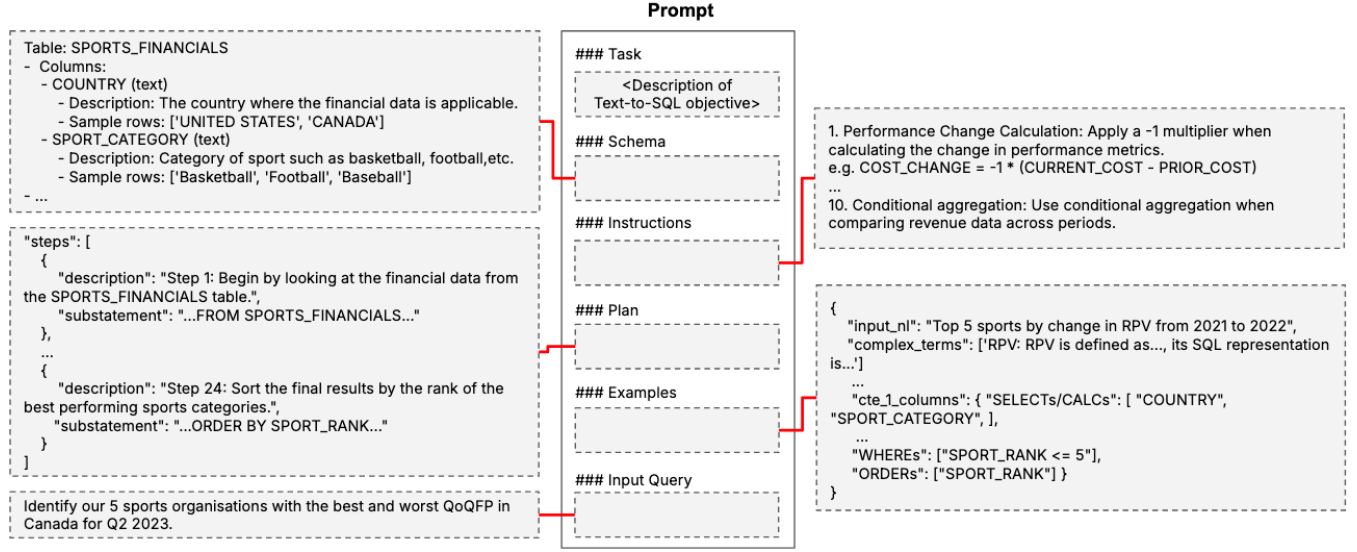 Prompt
Table: SPORTS_FINANCIALS
- Columns:
- COUNTRY (text)
- Description: The country where the financial data is applicable.
- Sample rows: ['UNITED STATES', 'CANADA']
- SPORT_CATEGORY (text)
- Description: Category of sport such as basketball, football,etc.
- Sample rows: ['Basketball', 'Football', 'Baseball']
- ...
"steps": [
{
"description": "Step 1: Begin by looking at the financial data from
the SPORTS_FINANCIALS table.",
"substatement": "...FROM SPORTS_FINANCIALS..."
},
...
{
"description": "Step 24: Sort the final results by the rank of the
best performing sports categories.",
"substatement": "...ORDER BY SPORT_RANK..."
}
]
Identify our 5 sports organisations with the best and worst QoQFP in
Canada for Q2 2023.
### Task
<Description of
Text-to-SQL objective>
### Schema
### Instructions
### Plan
### Examples
### Input Query
1. Performance Change Calculation: Apply a -1 multiplier when
calculating the change in performance metrics.
e.g. COST_CHANGE = -1 * (CURRENT_COST - PRIOR_COST)
...
10. Conditional aggregation: Use conditional aggregation when
comparing revenue data across periods.
{
"input_nl": "Top 5 sports by change in RPV from 2021 to 2022",
"complex_terms": ['RPV: RPV is defined as..., its SQL representation
is...']
...
"cte_1_columns": { "SELECTs/CALCs": [ "COUNTRY",
"SPORT_CATEGORY", ],
...
"WHEREs": ["SPORT_RANK <= 5"],
"ORDERs": ["SPORT_RANK"] }
}